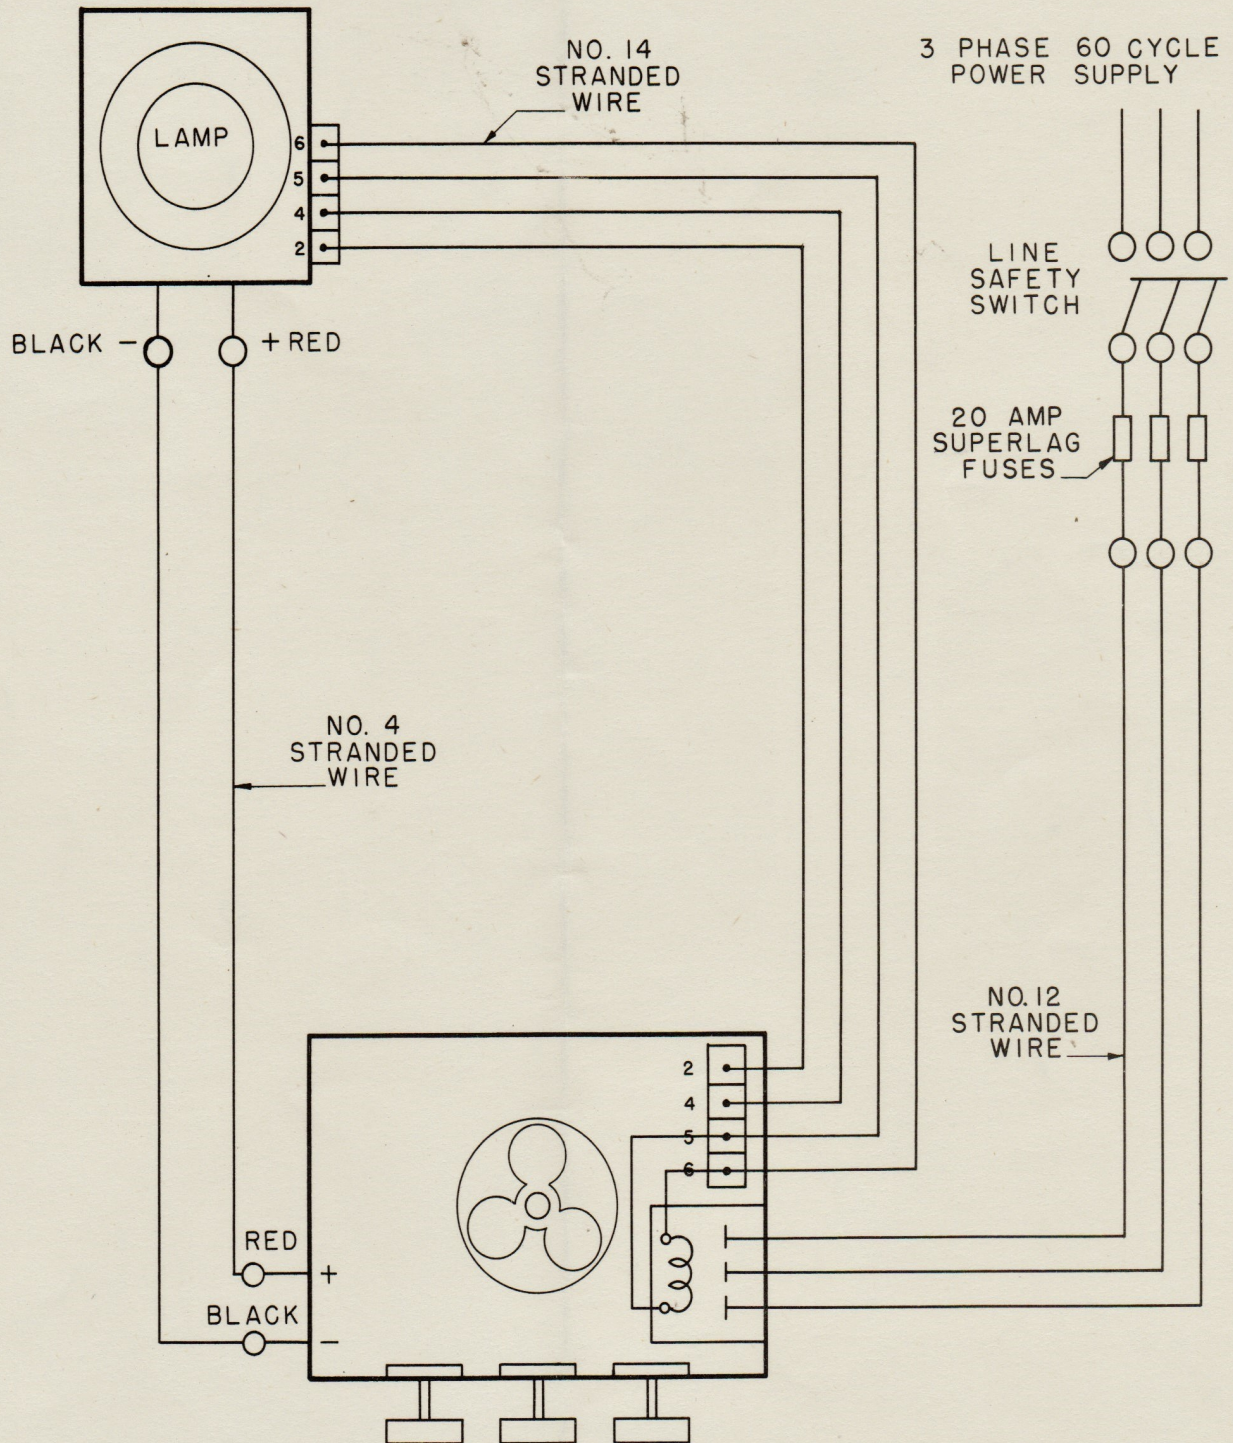 NO. 14
STRANDED
WIRE
3 PHASE 60 CYCLE
POWER SUPPLY
LAMP
6
5
4
2
LINE
SAFETY
SWITCH
BLACK −
+ RED
20 AMP
SUPERLAG
FUSES
NO. 4
STRANDED
WIRE
NO. 12
STRANDED
WIRE
2
4
5
6
RED
+
BLACK
−